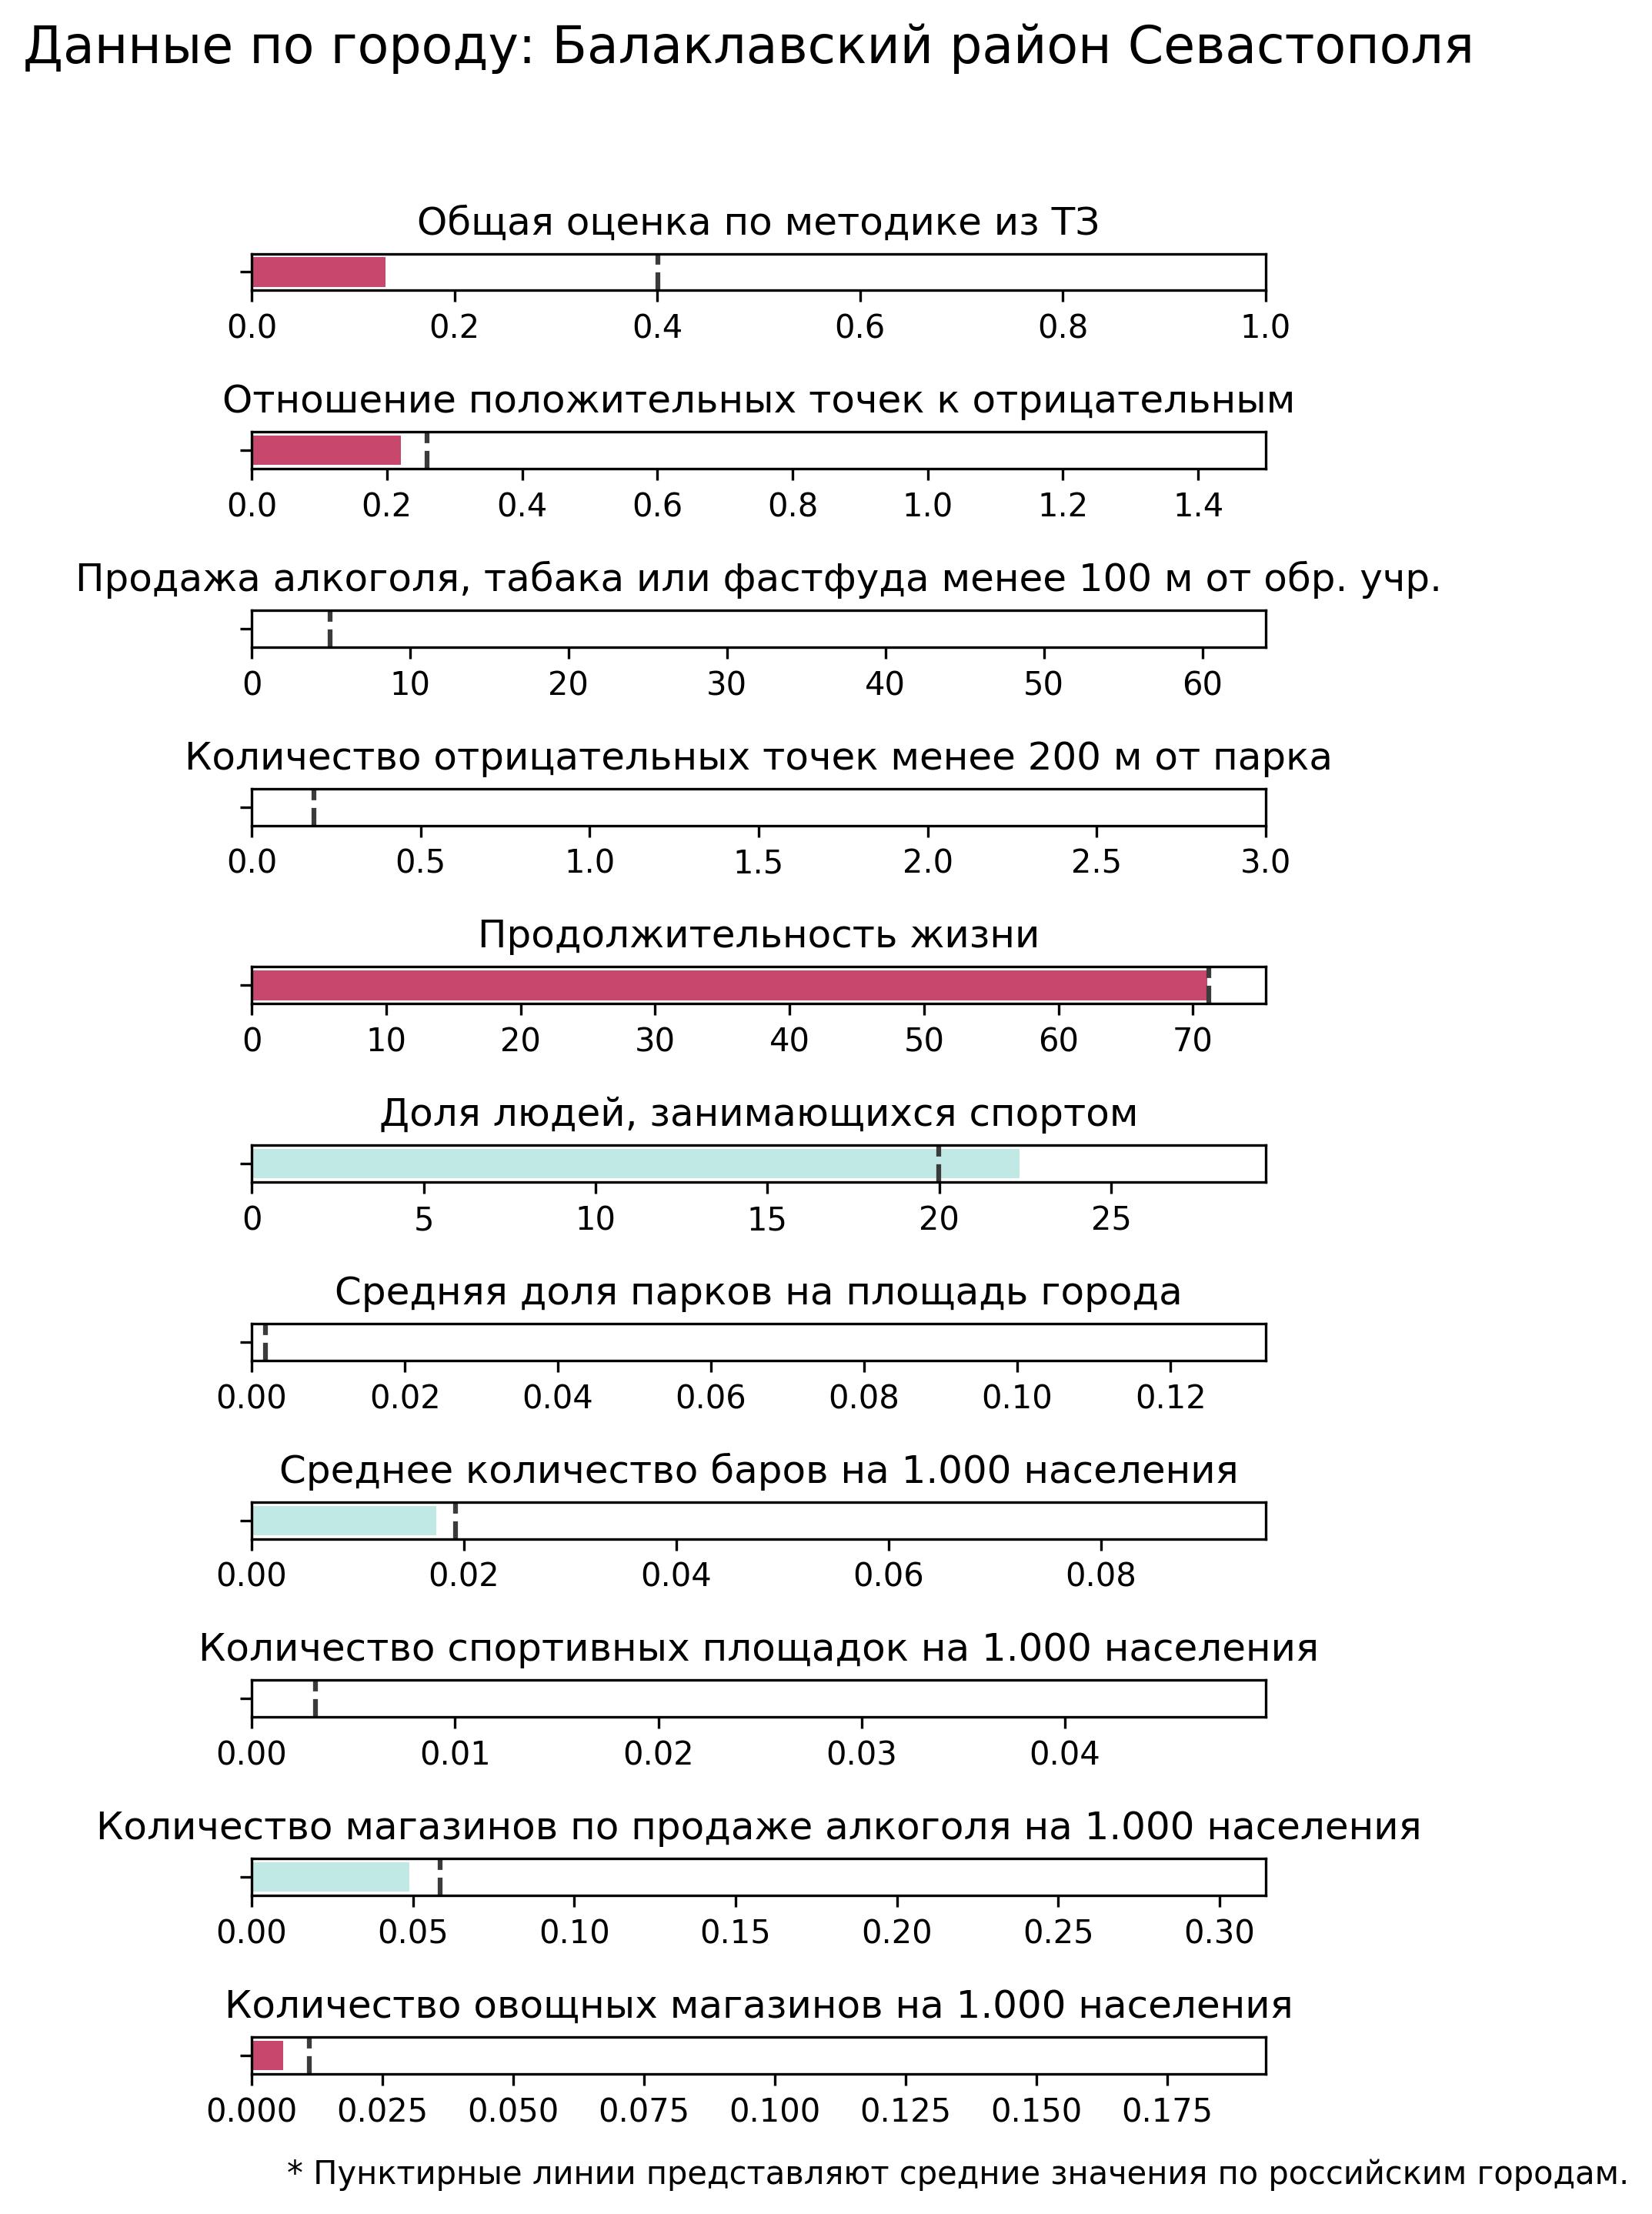 Данные по городу: Балаклавский район Севастополя
Общая оценка по методике из ТЗ
0.0 0.2 0.4 0.6 0.8 1.0
Отношение положительных точек к отрицательным
0.0 0.2 0.4 0.6 0.8 1.0 1.2 1.4
Продажа алкоголя, табака или фастфуда менее 100 м от обр. учр.
0 10 20 30 40 50 60
Количество отрицательных точек менее 200 м от парка
0.0 0.5 1.0 1.5 2.0 2.5 3.0
Продолжительность жизни
0 10 20 30 40 50 60 70
Доля людей, занимающихся спортом
0 5 10 15 20 25
Средняя доля парков на площадь города
0.00 0.02 0.04 0.06 0.08 0.10 0.12
Среднее количество баров на 1.000 населения
0.00 0.02 0.04 0.06 0.08
Количество спортивных площадок на 1.000 населения
0.00 0.01 0.02 0.03 0.04
Количество магазинов по продаже алкоголя на 1.000 населения
0.00 0.05 0.10 0.15 0.20 0.25 0.30
Количество овощных магазинов на 1.000 населения
0.000 0.025 0.050 0.075 0.100 0.125 0.150 0.175
* Пунктирные линии представляют средние значения по российским городам.